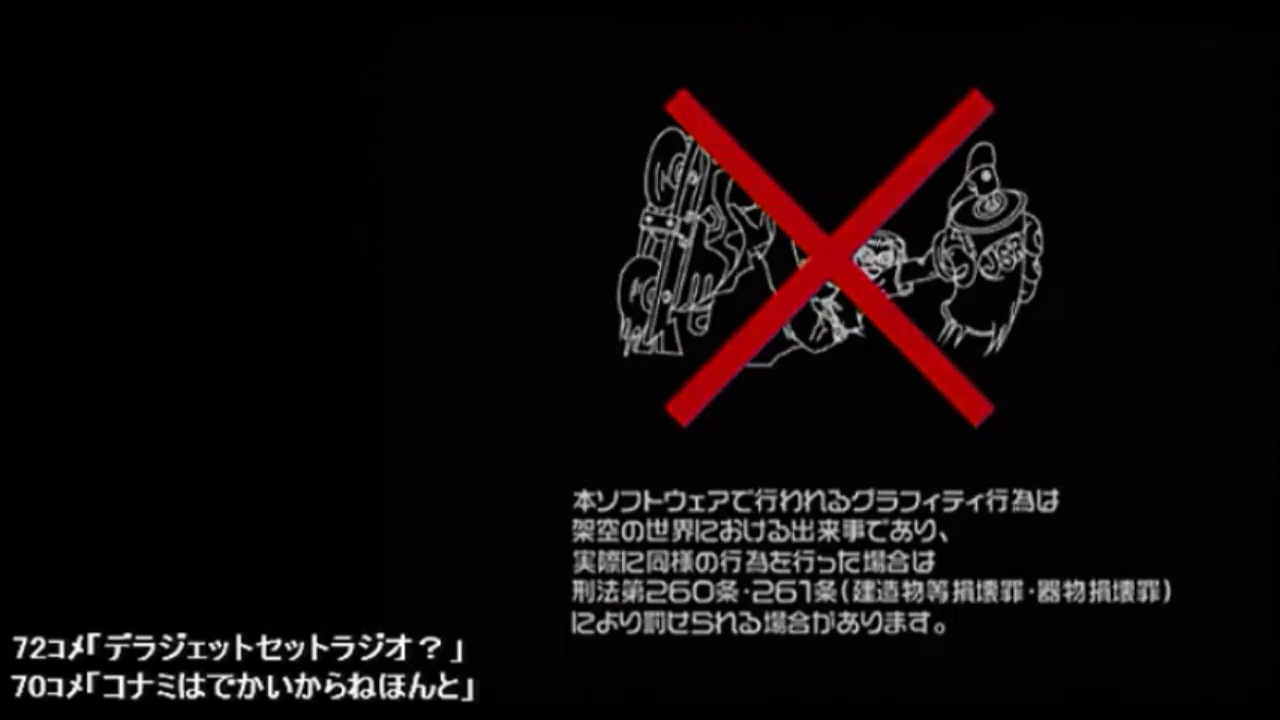 JSR
本ソフトウェアで行われるグラフィティ行為は
架空の世界における出来事であり、
実際に同様の行為を行った場合は
刑法第260条・261条(建造物等損壊罪・器物損壊罪)
により罰せられる場合があります。
72コメ「デラジェットセットラジオ？」
70コメ「コナミはでかいからねほんと」